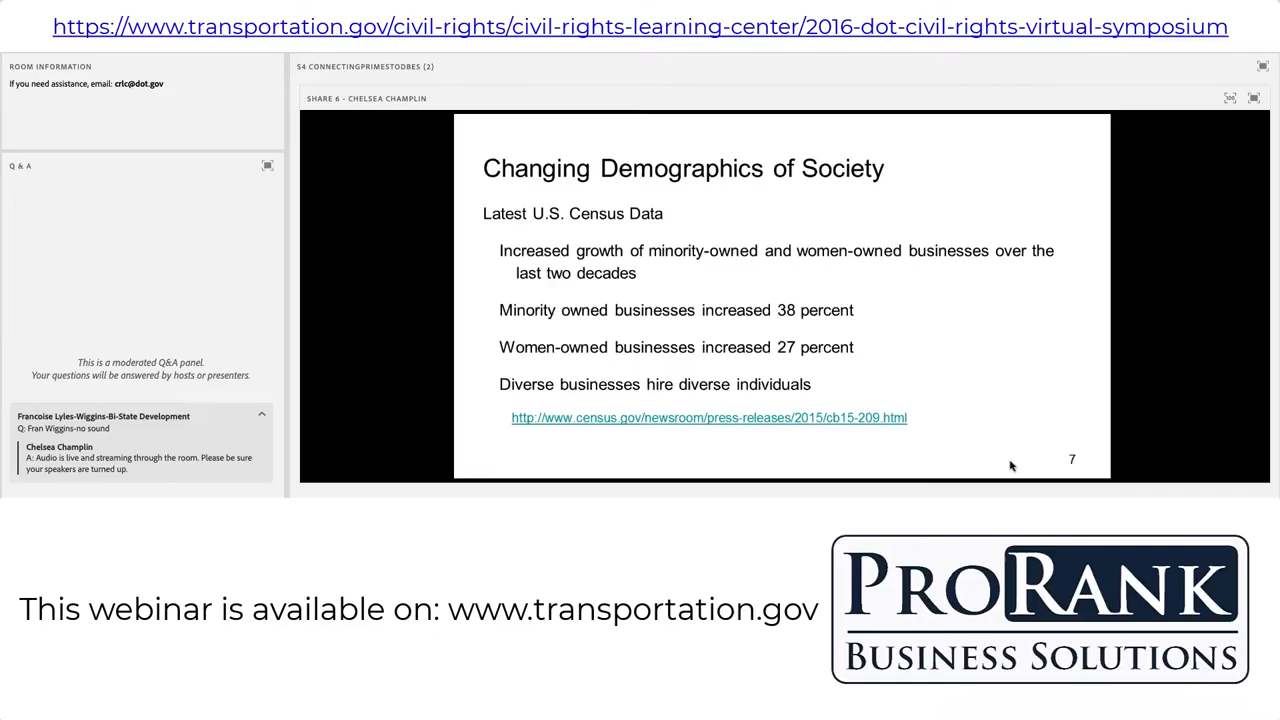 https://www.transportation.gov/civil-rights/civil-rights-learning-center/2016-dot-civil-rights-virtual-symposium
ROOM INFORMATION
If you need assistance, email: crlc@dot.gov
Q & A
This is a moderated Q&A panel.
Your questions will be answered by hosts or presenters.
Francoise Lyles-Wiggins-Bi-State Development
Q: Fran Wiggins-no sound
Chelsea Champlin
A: Audio is live and streaming through the room. Please be sure
your speakers are turned up.
S4 CONNECTINGPRIMESTODBES (2)
SHARE 6 - CHELSEA CHAMPLIN
Changing Demographics of Society
Latest U.S. Census Data
Increased growth of minority-owned and women-owned businesses over the
last two decades
Minority owned businesses increased 38 percent
Women-owned businesses increased 27 percent
Diverse businesses hire diverse individuals
http://www.census.gov/newsroom/press-releases/2015/cb15-209.html
7
This webinar is available on: www.transportation.gov
PRORANK
BUSINESS SOLUTIONS